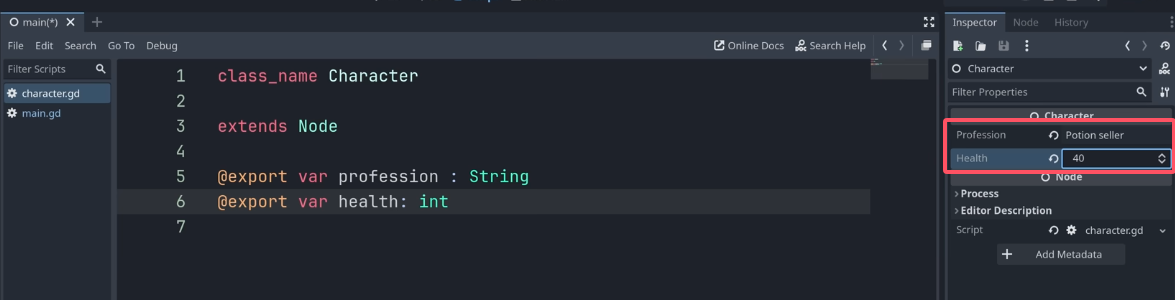 main(*)
Inspector Node History
File Edit Search Go To Debug
Online Docs Search Help
Filter Scripts
character.gd
main.gd
1 class_name Character
2
3 extends Node
4
5 @export var profession : String
6 @export var health: int
7
Character
Filter Properties
Character
Profession Potion seller
Health 40
Node
Process
Editor Description
Script character.gd
Add Metadata